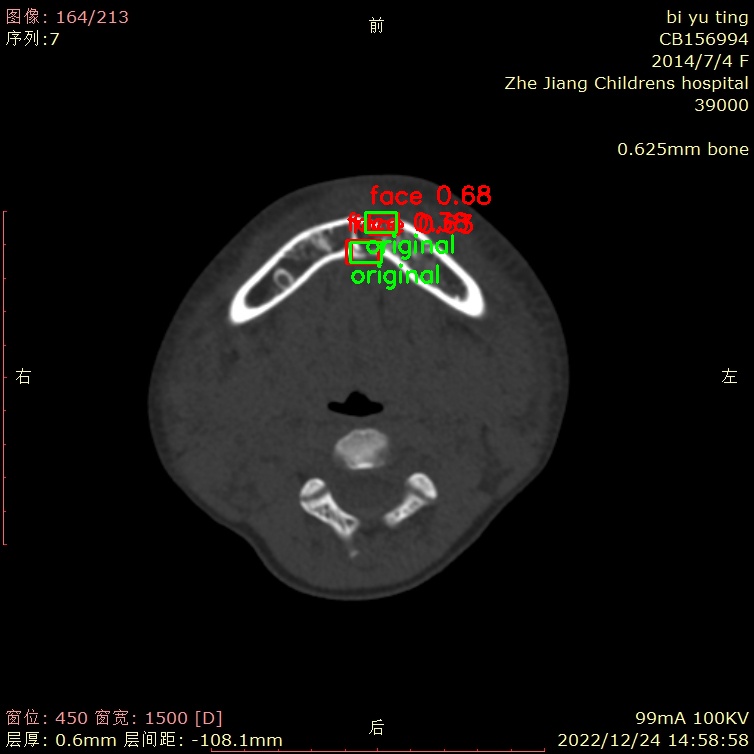 图像: 164/213
序列:7
前
bi yu ting
CB156994
2014/7/4 F
Zhe Jiang Childrens hospital
39000
0.625mm bone
face 0.68
original
original
右
左
窗位: 450 窗宽: 1500 [D]
层厚: 0.6mm 层间距: -108.1mm
后
99mA 100KV
2022/12/24 14:58:58